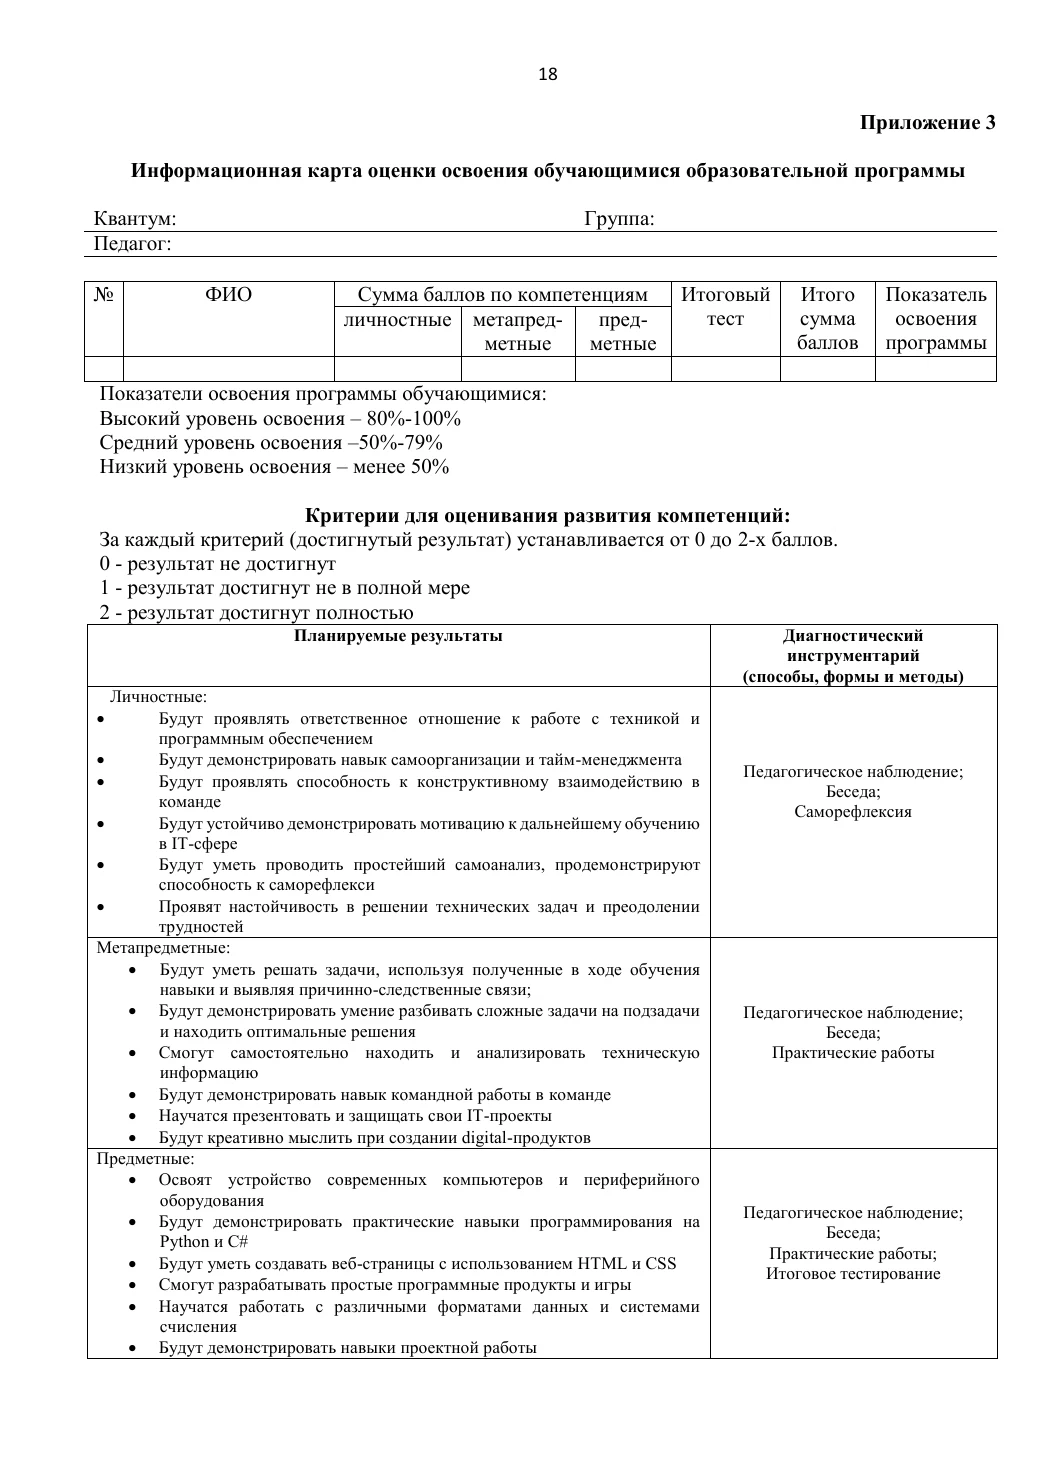 18
Приложение 3
Информационная карта оценки освоения обучающимися образовательной программы
Квантум: Группа:
Педагог:
№ ФИО Сумма баллов по компетенциям Итоговый Итого Показатель
личностные метапред- пред- тест сумма освоения
метные метные баллов программы
Показатели освоения программы обучающимися:
Высокий уровень освоения – 80%-100%
Средний уровень освоения –50%-79%
Низкий уровень освоения – менее 50%
Критерии для оценивания развития компетенций:
За каждый критерий (достигнутый результат) устанавливается от 0 до 2-х баллов.
0 - результат не достигнут
1 - результат достигнут не в полной мере
2 - результат достигнут полностью
Планируемые результаты
Диагностический
инструментарий
(способы, формы и методы)
Личностные:
• Будут проявлять ответственное отношение к работе с техникой и
программным обеспечением
• Будут демонстрировать навык самоорганизации и тайм-менеджмента
• Будут проявлять способность к конструктивному взаимодействию в
команде
• Будут устойчиво демонстрировать мотивацию к дальнейшему обучению
в IT-сфере
• Будут уметь проводить простейший самоанализ, продемонстрируют
способность к саморефлекси
• Проявят настойчивость в решении технических задач и преодолении
трудностей
Педагогическое наблюдение;
Беседа;
Саморефлексия
Метапредметные:
• Будут уметь решать задачи, используя полученные в ходе обучения
навыки и выявляя причинно-следственные связи;
• Будут демонстрировать умение разбивать сложные задачи на подзадачи
и находить оптимальные решения
• Смогут самостоятельно находить и анализировать техническую
информацию
• Будут демонстрировать навык командной работы в команде
• Научатся презентовать и защищать свои IT-проекты
• Будут креативно мыслить при создании digital-продуктов
Педагогическое наблюдение;
Беседа;
Практические работы
Предметные:
• Освоят устройство современных компьютеров и периферийного
оборудования
• Будут демонстрировать практические навыки программирования на
Python и C#
• Будут уметь создавать веб-страницы с использованием HTML и CSS
• Смогут разрабатывать простые программные продукты и игры
• Научатся работать с различными форматами данных и системами
счисления
• Будут демонстрировать навыки проектной работы
Педагогическое наблюдение;
Беседа;
Практические работы;
Итоговое тестирование